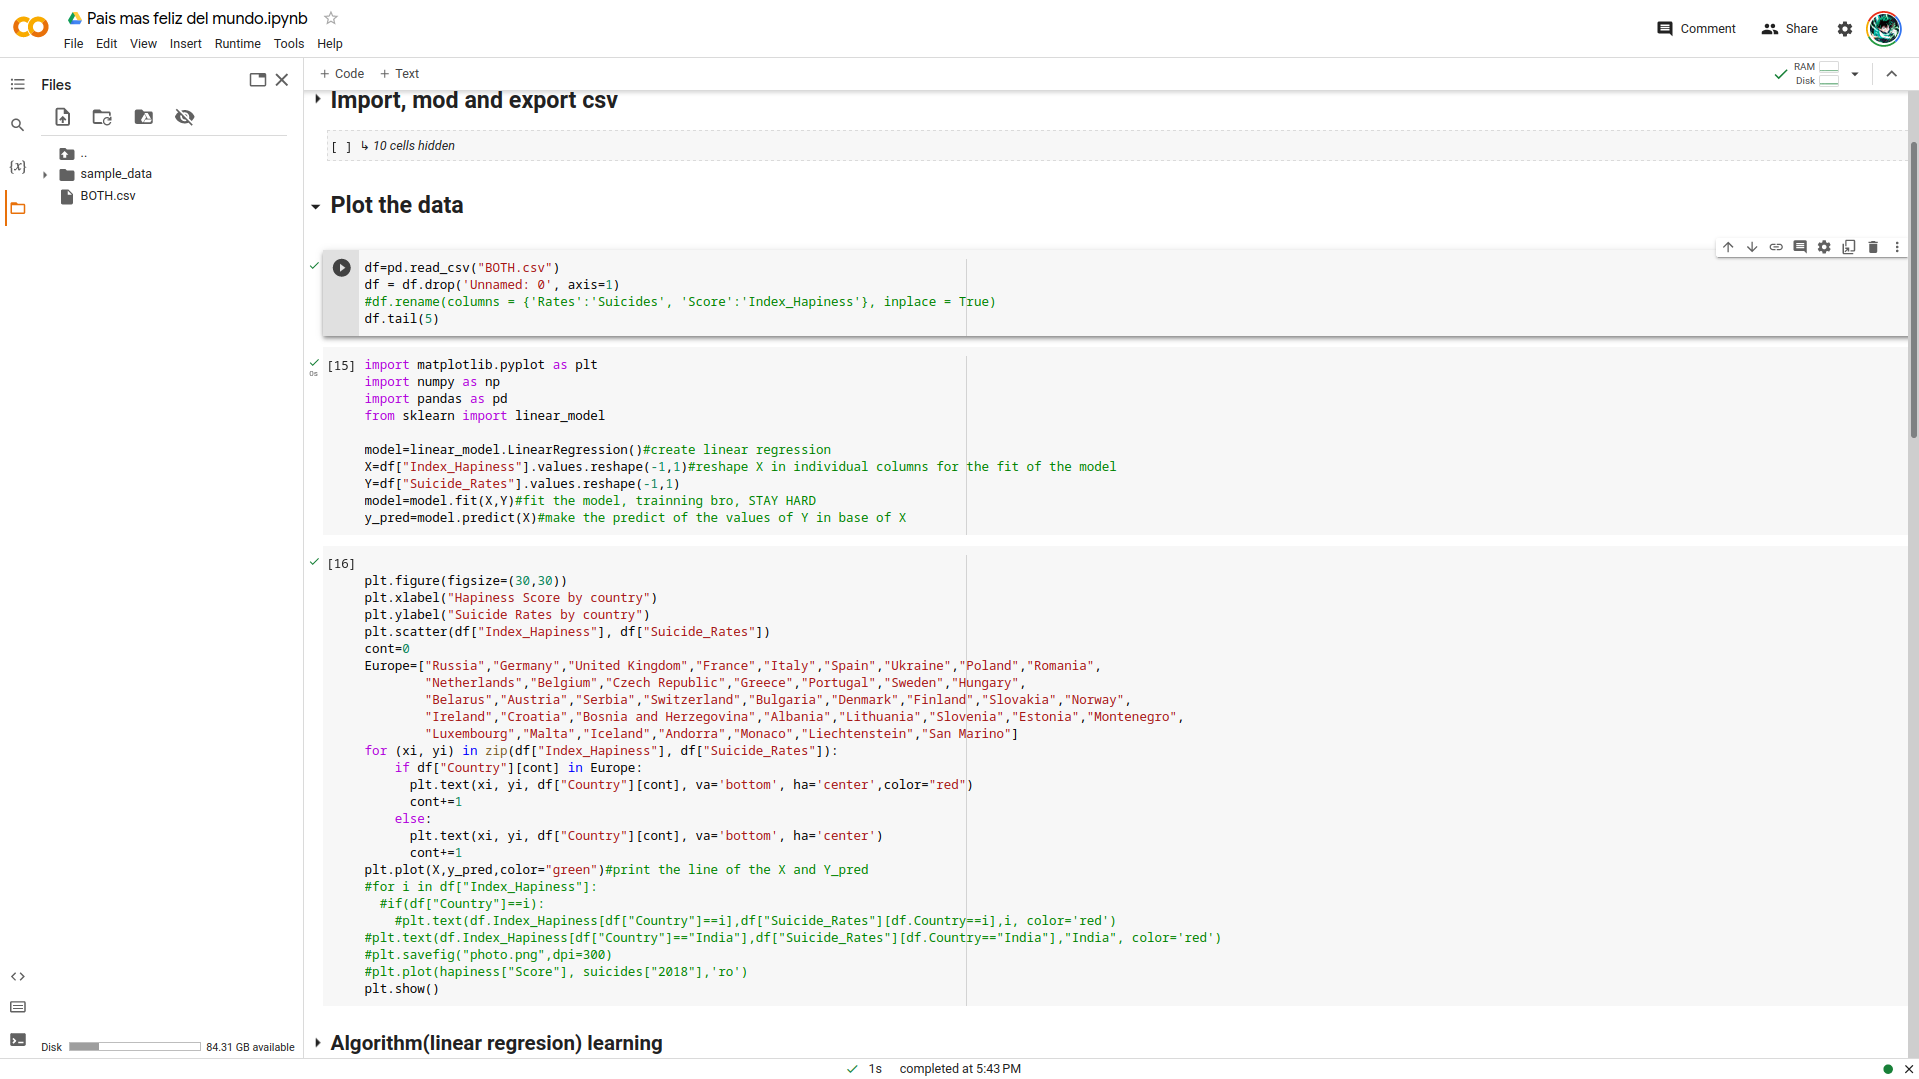 Pais mas feliz del mundo.ipynb
File Edit View Insert Runtime Tools Help
Comment
Share
Files
+ Code + Text
RAM
Disk
..
sample_data
BOTH.csv
{x}
Import, mod and export csv
[ ] ↳ 10 cells hidden
Plot the data
df=pd.read_csv("BOTH.csv")
df = df.drop('Unnamed: 0', axis=1)
#df.rename(columns = {'Rates':'Suicides', 'Score':'Index_Hapiness'}, inplace = True)
df.tail(5)
0s
[15] import matplotlib.pyplot as plt
import numpy as np
import pandas as pd
from sklearn import linear_model
model=linear_model.LinearRegression()#create linear regression
X=df["Index_Hapiness"].values.reshape(-1,1)#reshape X in individual columns for the fit of the model
Y=df["Suicide_Rates"].values.reshape(-1,1)
model=model.fit(X,Y)#fit the model, trainning bro, STAY HARD
y_pred=model.predict(X)#make the predict of the values of Y in base of X
[16]
plt.figure(figsize=(30,30))
plt.xlabel("Hapiness Score by country")
plt.ylabel("Suicide Rates by country")
plt.scatter(df["Index_Hapiness"], df["Suicide_Rates"])
cont=0
Europe=["Russia","Germany","United Kingdom","France","Italy","Spain","Ukraine","Poland","Romania",
"Netherlands","Belgium","Czech Republic","Greece","Portugal","Sweden","Hungary",
"Belarus","Austria","Serbia","Switzerland","Bulgaria","Denmark","Finland","Slovakia","Norway",
"Ireland","Croatia","Bosnia and Herzegovina","Albania","Lithuania","Slovenia","Estonia","Montenegro",
"Luxembourg","Malta","Iceland","Andorra","Monaco","Liechtenstein","San Marino"]
for (xi, yi) in zip(df["Index_Hapiness"], df["Suicide_Rates"]):
if df["Country"][cont] in Europe:
plt.text(xi, yi, df["Country"][cont], va='bottom', ha='center',color="red")
cont+=1
else:
plt.text(xi, yi, df["Country"][cont], va='bottom', ha='center')
cont+=1
plt.plot(X,y_pred,color="green")#print the line of the X and Y_pred
#for i in df["Index_Hapiness"]:
#if(df["Country"]==i):
#plt.text(df.Index_Hapiness[df["Country"]==i],df["Suicide_Rates"][df.Country==i],i, color='red')
#plt.text(df.Index_Hapiness[df["Country"]=="India"],df["Suicide_Rates"][df.Country=="India"],"India", color='red')
#plt.savefig("photo.png",dpi=300)
#plt.plot(hapiness["Score"], suicides["2018"],'ro')
plt.show()
Algorithm(linear regresion) learning
Disk 84.31 GB available
1s completed at 5:43 PM